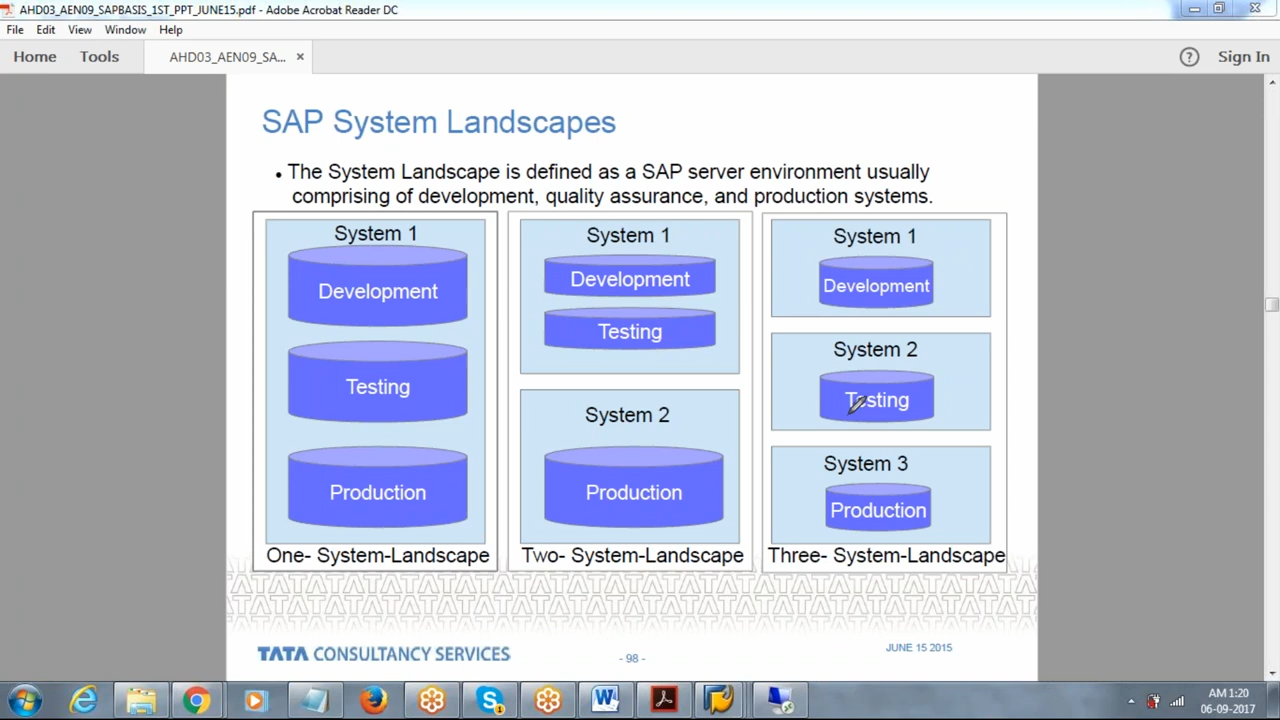 AHD03_AEN09_SAPBASIS_1ST_PPT_JUNE15.pdf - Adobe Acrobat Reader DC
File Edit View Window Help
Home Tools AHD03_AEN09_SA... × ? Sign In
SAP System Landscapes
• The System Landscape is defined as a SAP server environment usually
comprising of development, quality assurance, and production systems.
System 1
Development
Testing
Production
One- System-Landscape
System 1
Development
Testing
System 2
Production
Two- System-Landscape
System 1
Development
System 2
Testing
System 3
Production
Three- System-Landscape
TATA CONSULTANCY SERVICES
- 98 -
JUNE 15 2015
AM 1:20
06-09-2017